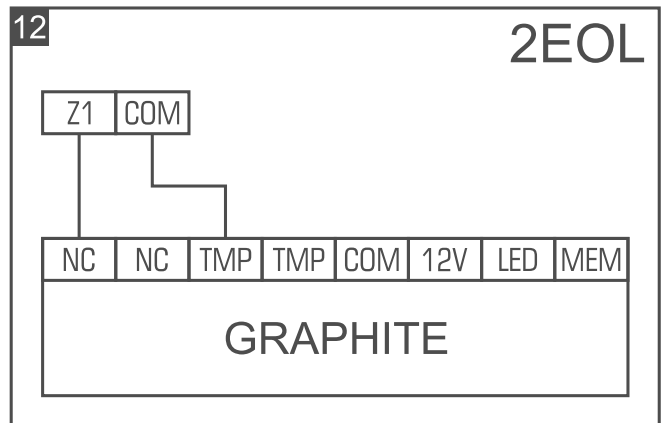 12
2EOL
Z1 COM
NC NC TMP TMP COM 12V LED MEM
GRAPHITE